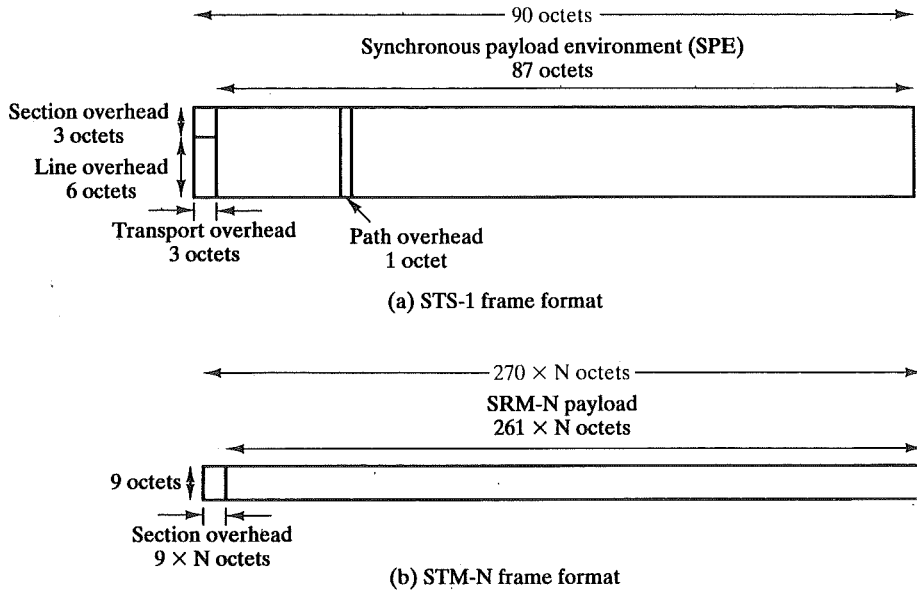 90 octets
Synchronous payload environment (SPE)
87 octets
Section overhead
3 octets
Line overhead
6 octets
Transport overhead
3 octets
Path overhead
1 octet
(a) STS-1 frame format
270 × N octets
SRM-N payload
261 × N octets
9 octets
Section overhead
9 × N octets
(b) STM-N frame format